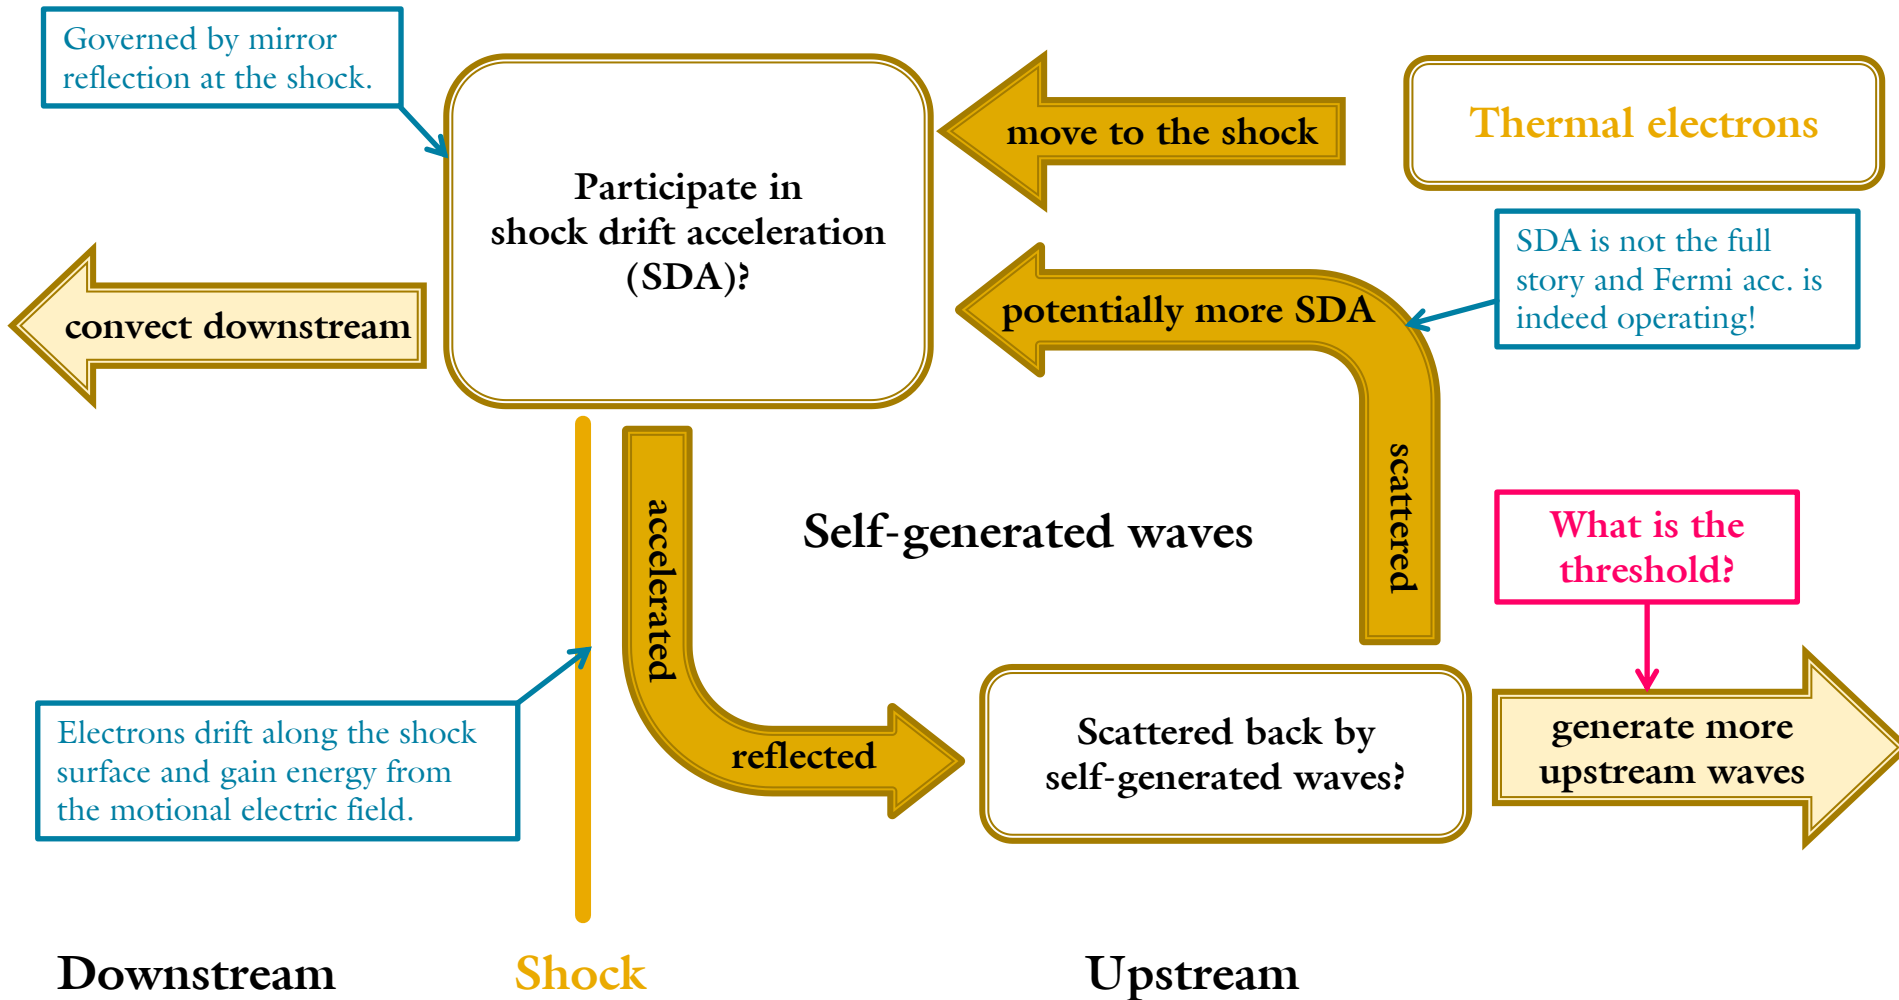 Governed by mirror
reflection at the shock.
Participate in
shock drift acceleration
(SDA)?
move to the shock
Thermal electrons
SDA is not the full
story and Fermi acc. is
indeed operating!
convect downstream
potentially more SDA
scattered
accelerated
Self-generated waves
What is the
threshold?
Electrons drift along the shock
surface and gain energy from
the motional electric field.
reflected
Scattered back by
self-generated waves?
generate more
upstream waves
Downstream
Shock
Upstream